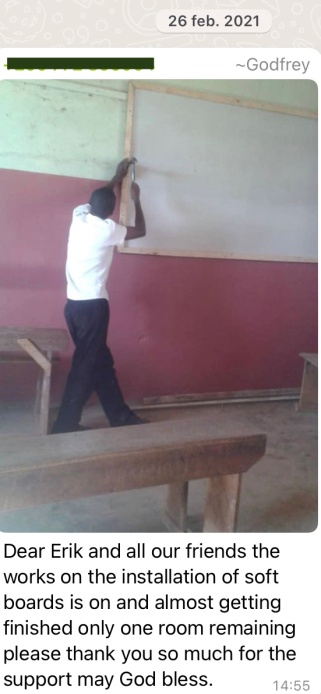 26 feb. 2021
~Godfrey
Dear Erik and all our friends the
works on the installation of soft
boards is on and almost getting
finished only one room remaining
please thank you so much for the
support may God bless.
14:55